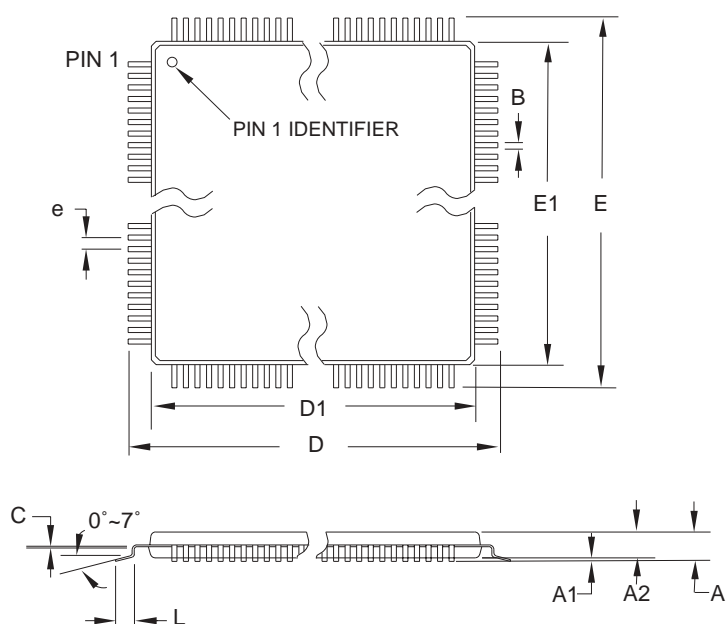 PIN 1
PIN 1 IDENTIFIER
B
e
E1
E
D1
D
C
0°~7°
L
A1
A2
A